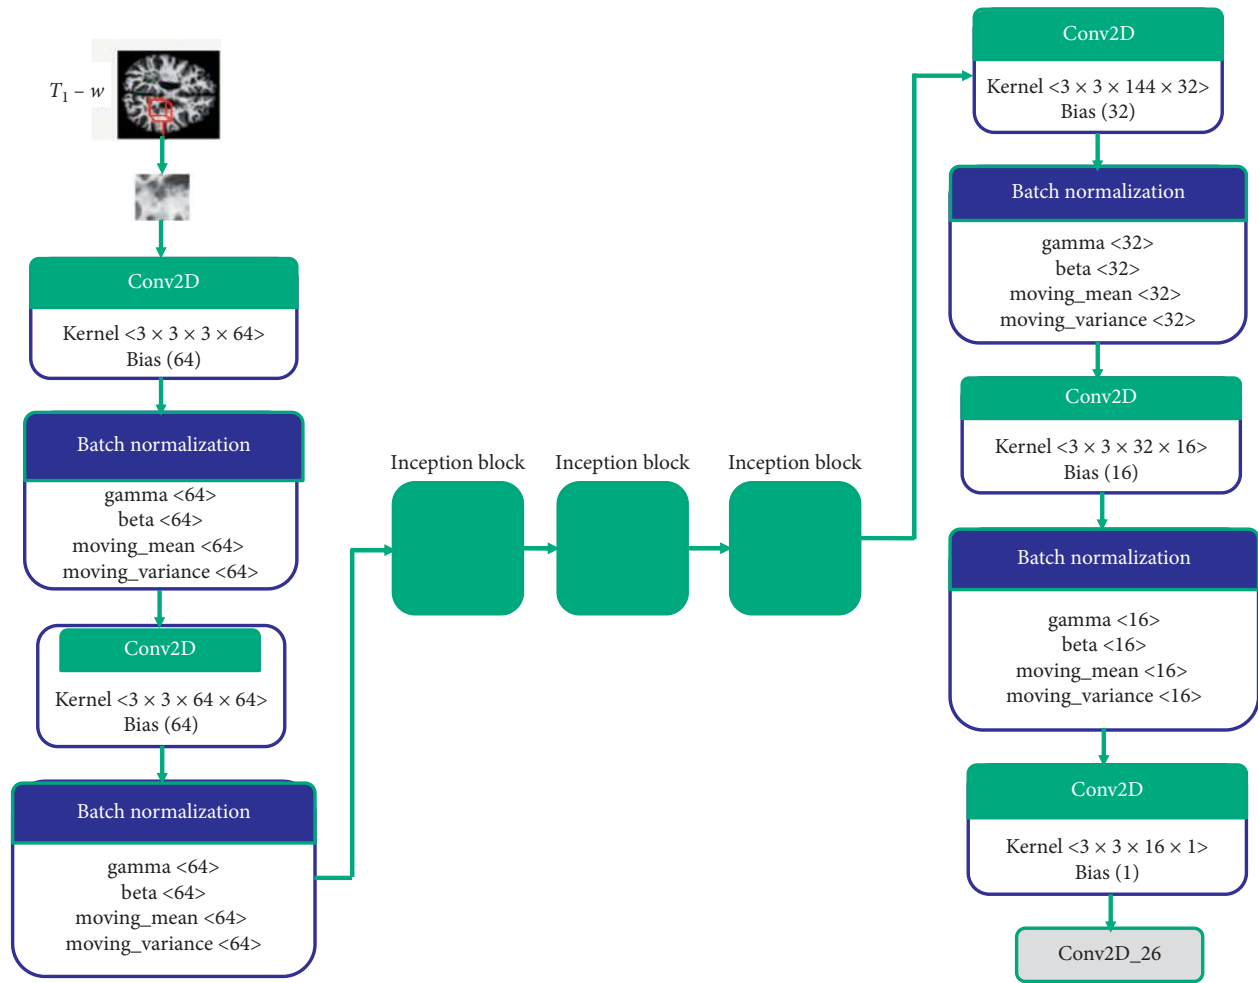 T₁ – w
Conv2D
Kernel <3 × 3 × 3 × 64>
Bias (64)
Batch normalization
gamma <64>
beta <64>
moving_mean <64>
moving_variance <64>
Conv2D
Kernel <3 × 3 × 64 × 64>
Bias (64)
Batch normalization
gamma <64>
beta <64>
moving_mean <64>
moving_variance <64>
Inception block
Inception block
Inception block
Conv2D
Kernel <3 × 3 × 144 × 32>
Bias (32)
Batch normalization
gamma <32>
beta <32>
moving_mean <32>
moving_variance <32>
Conv2D
Kernel <3 × 3 × 32 × 16>
Bias (16)
Batch normalization
gamma <16>
beta <16>
moving_mean <16>
moving_variance <16>
Conv2D
Kernel <3 × 3 × 16 × 1>
Bias (1)
Conv2D_26